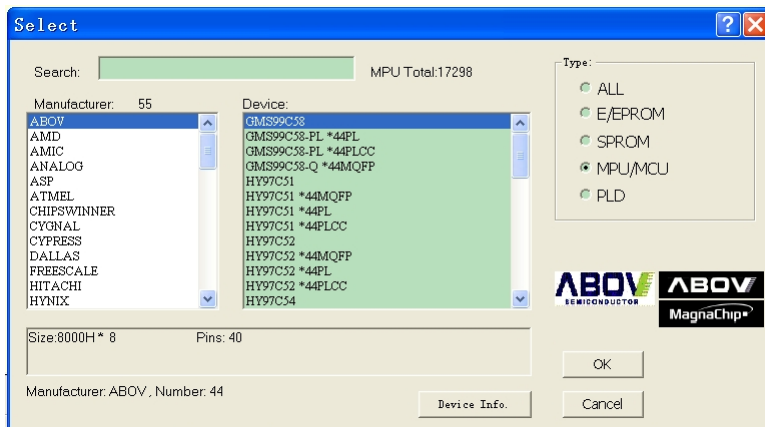 Select
Search:
MPU Total:17298
Manufacturer: 55
ABOV
AMD
AMIC
ANALOG
ASP
ATMEL
CHIPSWINNER
CYGNAL
CYPRESS
DALLAS
FREESCALE
HITACHI
HYNIX
Device:
GMS99C58
GMS99C58-PL *44PL
GMS99C58-PL *44PLCC
GMS99C58-Q *44MQFP
HY97C51
HY97C51 *44MQFP
HY97C51 *44PL
HY97C51 *44PLCC
HY97C52
HY97C52 *44MQFP
HY97C52 *44PL
HY97C52 *44PLCC
HY97C54
Type:
ALL
E/EPROM
SPROM
MPU/MCU
PLD
ABOV
SEMICONDUCTOR
ABOV
MagnaChip
Size:8000H * 8 Pins: 40
Manufacturer: ABOV , Number: 44
Device Info.
OK
Cancel